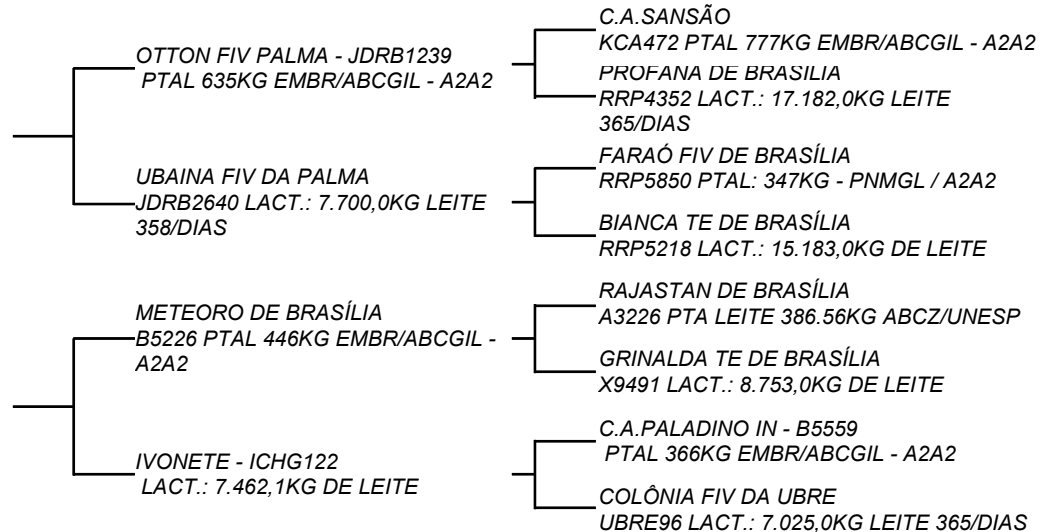 OTTON FIV PALMA - JDRB1239
PTAL 635KG EMBR/ABCGIL - A2A2
UBAINA FIV DA PALMA
JDRB2640 LACT.: 7.700,0KG LEITE
358/DIAS
METEORO DE BRASÍLIA
B5226 PTAL 446KG EMBR/ABCGIL -
A2A2
IVONETE - ICHG122
LACT.: 7.462,1KG DE LEITE
C.A.SANSÃO
KCA472 PTAL 777KG EMBR/ABCGIL - A2A2
PROFANA DE BRASILIA
RRP4352 LACT.: 17.182,0KG LEITE
365/DIAS
FARAÓ FIV DE BRASÍLIA
RRP5850 PTAL: 347KG - PNMGL / A2A2
BIANCA TE DE BRASÍLIA
RRP5218 LACT.: 15.183,0KG DE LEITE
RAJASTAN DE BRASÍLIA
A3226 PTA LEITE 386.56KG ABCZ/UNESP
GRINALDA TE DE BRASÍLIA
X9491 LACT.: 8.753,0KG DE LEITE
C.A.PALADINO IN - B5559
PTAL 366KG EMBR/ABCGIL - A2A2
COLÔNIA FIV DA UBRE
UBRE96 LACT.: 7.025,0KG LEITE 365/DIAS